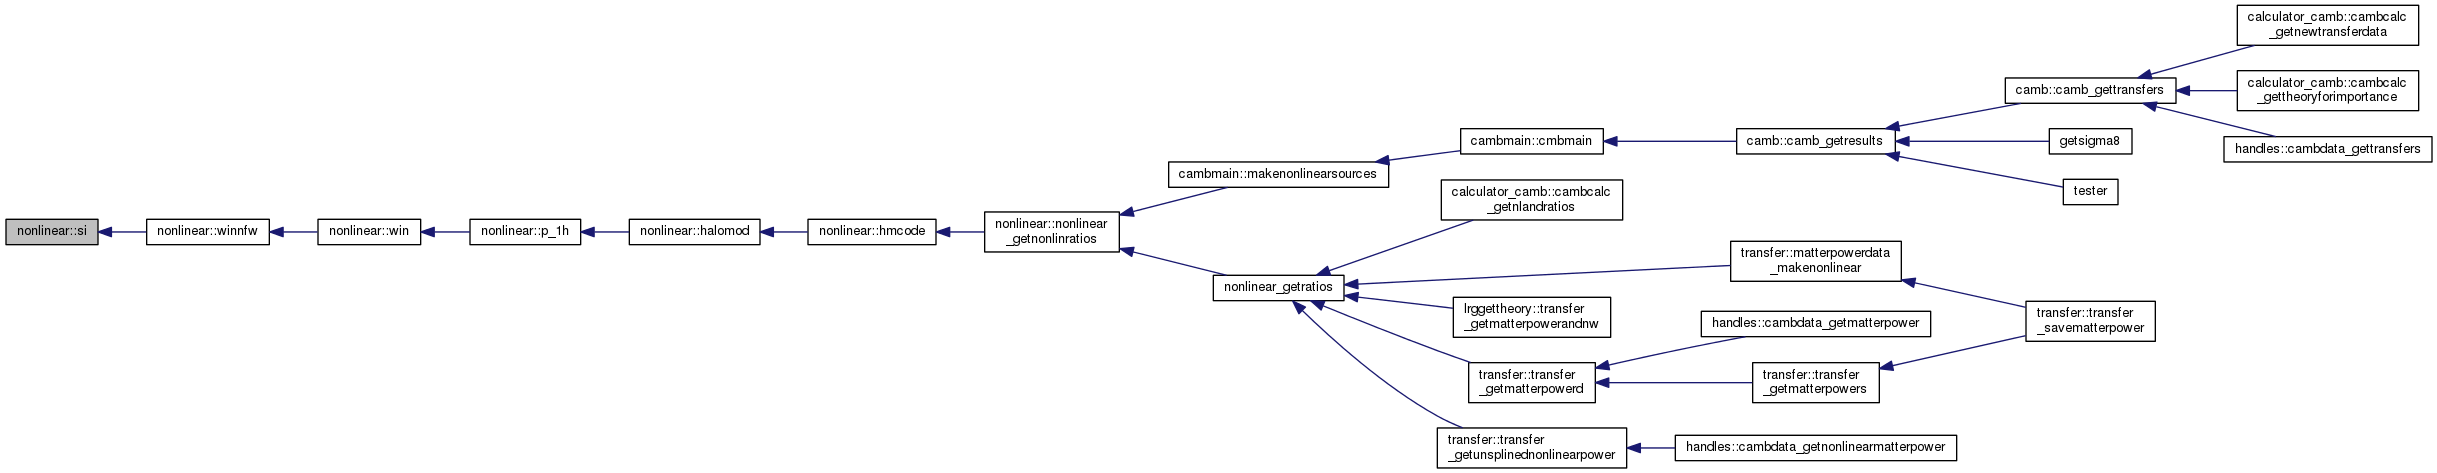 nonlinear::si
nonlinear::winnfw
nonlinear::win
nonlinear::p_1h
nonlinear::halomod
nonlinear::hmcode
nonlinear::nonlinear
_getnonlinratios
cambmain::makenonlinearsources
cambmain::cmbmain
camb::camb_getresults
camb::camb_gettransfers
calculator_camb::cambcalc
_getnewtransferdata
calculator_camb::cambcalc
_gettheoryforimportance
handles::cambdata_gettransfers
getsigma8
tester
nonlinear_getratios
calculator_camb::cambcalc
_getnlandratios
transfer::matterpowerdata
_makenonlinear
lrggettheory::transfer
_getmatterpowerandnw
transfer::transfer
_getmatterpowerd
handles::cambdata_getmatterpower
transfer::transfer
_getmatterpowers
transfer::transfer
_savematterpower
transfer::transfer
_getunsplinednonlinearpower
handles::cambdata_getnonlinearmatterpower